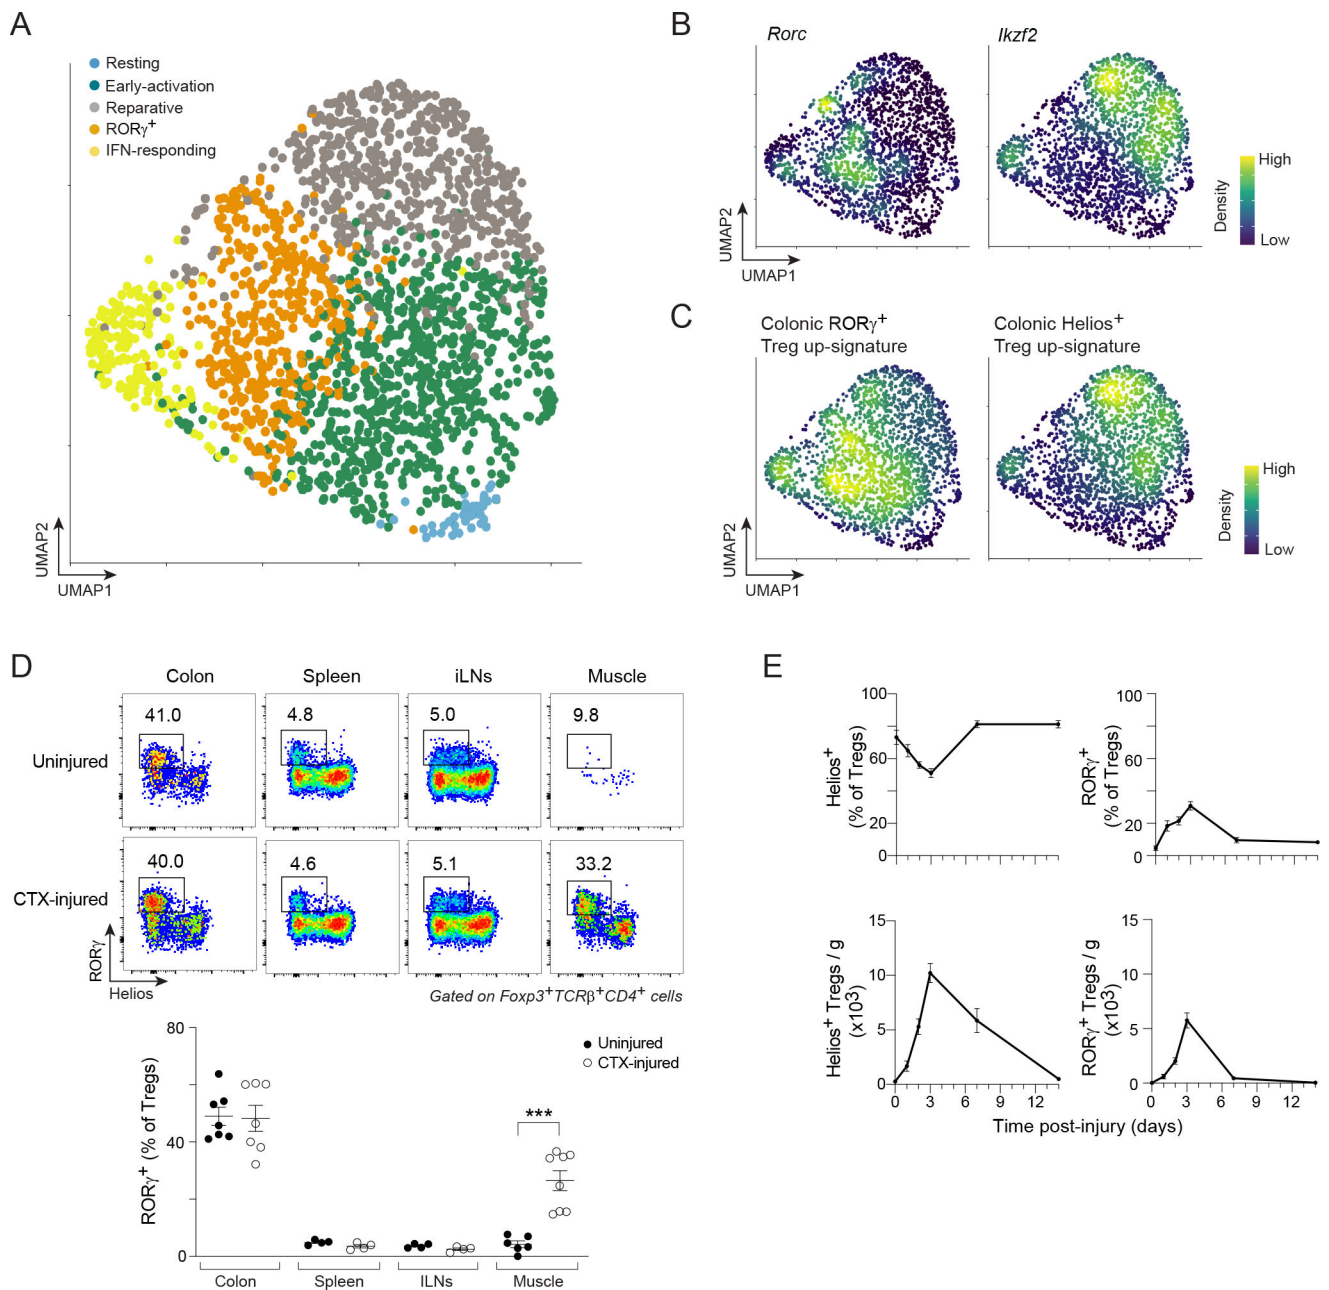 A
Resting
Early-activation
Reparative
RORγ+
IFN-responding
UMAP2
UMAP1
B
Rorc
Ikzf2
UMAP2
UMAP1
Density
High
Low
C
Colonic RORγ+
Treg up-signature
Colonic Helios+
Treg up-signature
UMAP2
UMAP1
Density
High
Low
D
Colon
Spleen
iLNs
Muscle
Uninjured
41.0
4.8
5.0
9.8
CTX-injured
40.0
4.6
5.1
33.2
RORγ
Helios
Gated on Foxp3+TCRβ+CD4+ cells
RORγ+ (% of Tregs)
80
40
0
Uninjured
CTX-injured
***
Colon
Spleen
ILNs
Muscle
E
Helios+
(% of Tregs)
100
60
20
0
RORγ+
(% of Tregs)
100
60
20
0
Helios+ Tregs / g
(x103)
15
10
5
0
0
3
6
9
12
RORγ+ Tregs / g
(x103)
15
10
5
0
0
3
6
9
12
Time post-injury (days)